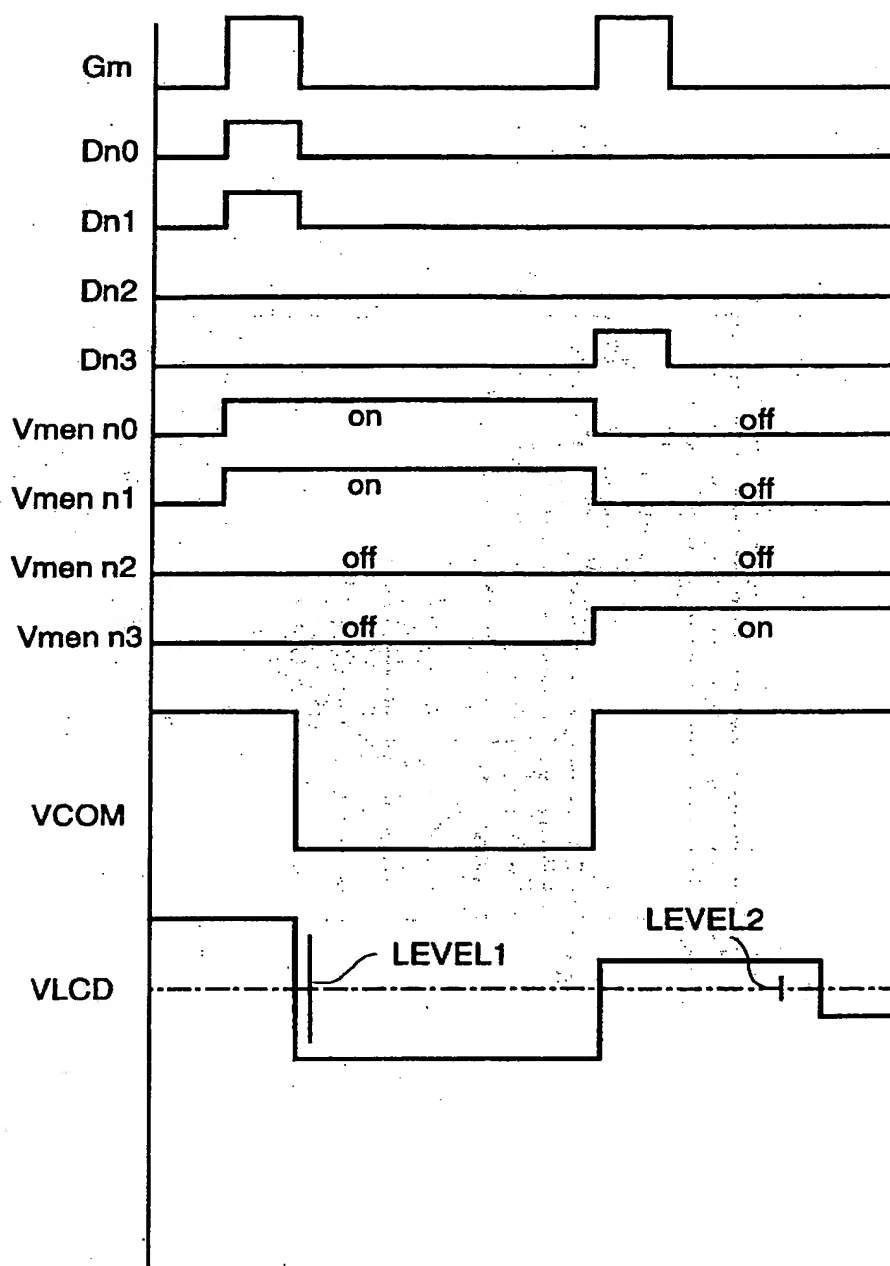 Gm
Dn0
Dn1
Dn2
Dn3
Vmen n0 on off
Vmen n1 on off
Vmen n2 off off
Vmen n3 off on
VCOM
LEVEL1 LEVEL2
VLCD